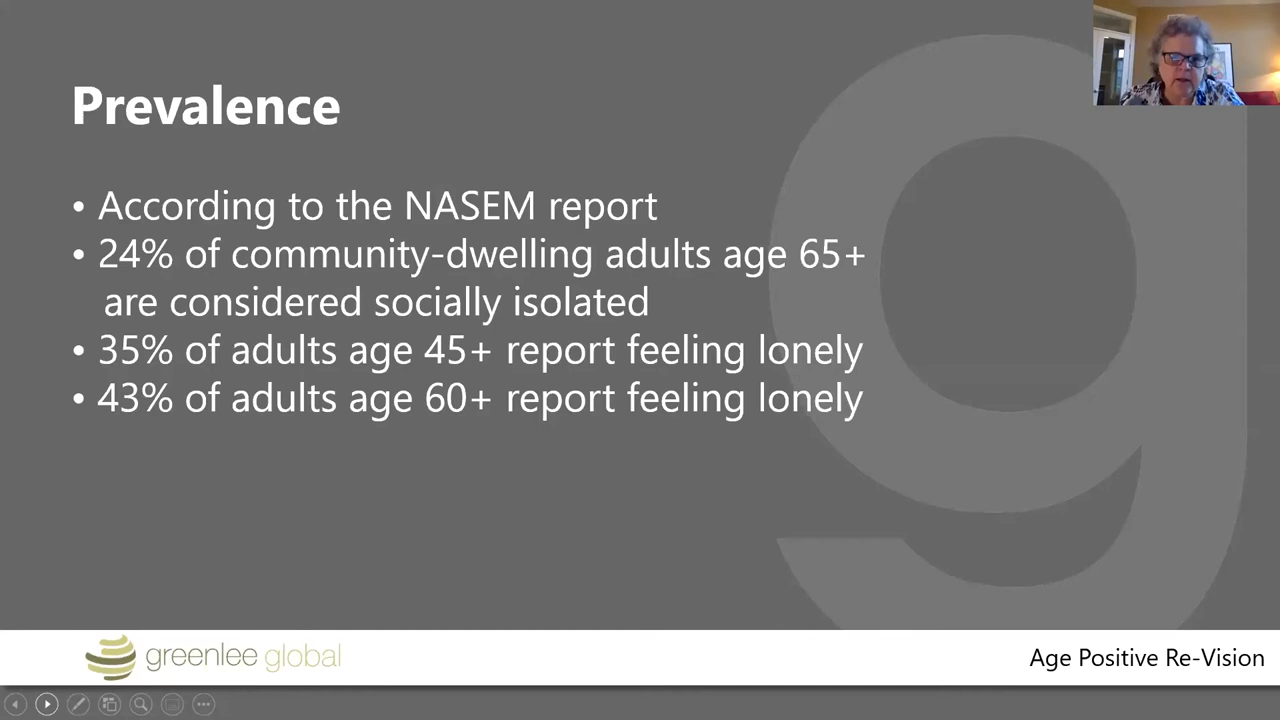 Prevalence
• According to the NASEM report
• 24% of community-dwelling adults age 65+
are considered socially isolated
• 35% of adults age 45+ report feeling lonely
• 43% of adults age 60+ report feeling lonely
greenlee global
Age Positive Re-Vision